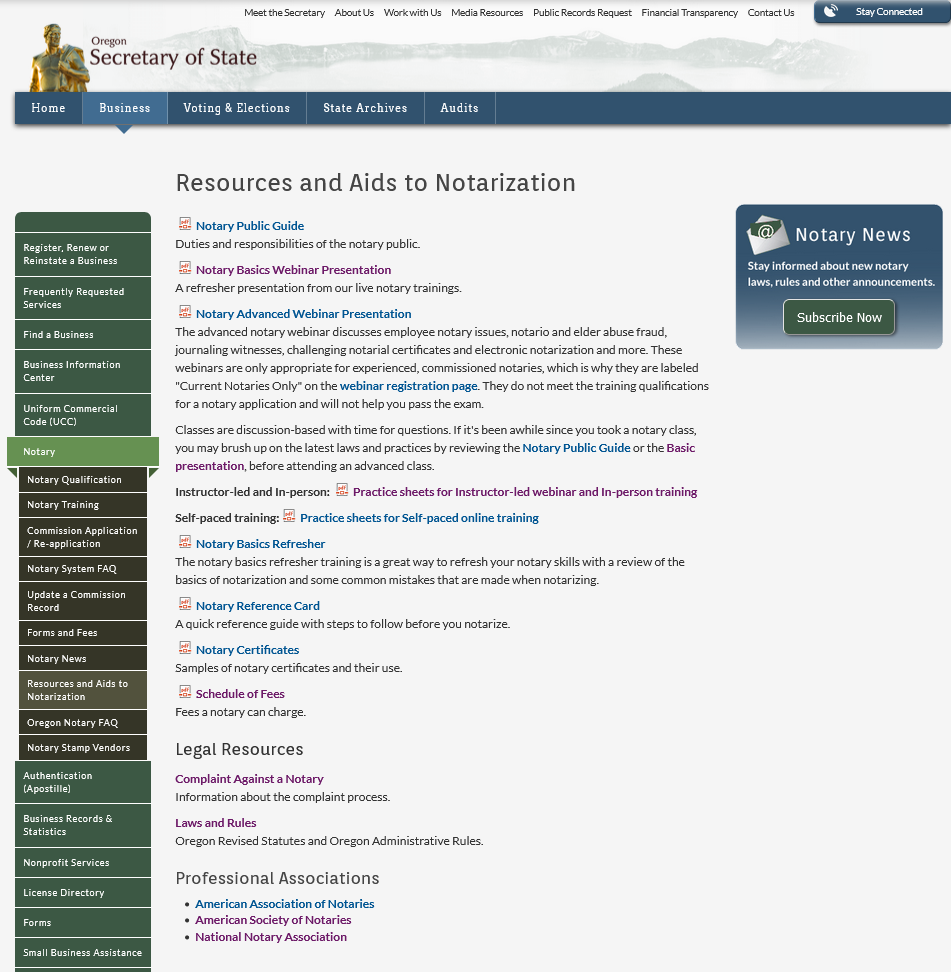 Meet the Secretary About Us Work with Us Media Resources Public Records Request Financial Transparency Contact Us Stay Connected
Oregon
Secretary of State
Home Business Voting & Elections State Archives Audits
Resources and Aids to Notarization
Register, Renew or
Reinstate a Business
Frequently Requested
Services
Find a Business
Business Information
Center
Uniform Commercial
Code (UCC)
Notary
Notary Qualification
Notary Training
Commission Application
/ Re-application
Notary System FAQ
Update a Commission
Record
Forms and Fees
Notary News
Resources and Aids to
Notarization
Oregon Notary FAQ
Notary Stamp Vendors
Authentication
(Apostille)
Business Records &
Statistics
Nonprofit Services
License Directory
Forms
Small Business Assistance
Notary Public Guide
Duties and responsibilities of the notary public.
Notary Basics Webinar Presentation
A refresher presentation from our live notary trainings.
Notary Advanced Webinar Presentation
The advanced notary webinar discusses employee notary issues, notario and elder abuse fraud,
journaling witnesses, challenging notarial certificates and electronic notarization and more. These
webinars are only appropriate for experienced, commissioned notaries, which is why they are labeled
"Current Notaries Only" on the webinar registration page. They do not meet the training qualifications
for a notary application and will not help you pass the exam.
Classes are discussion-based with time for questions. If it's been awhile since you took a notary class,
you may brush up on the latest laws and practices by reviewing the Notary Public Guide or the Basic
presentation, before attending an advanced class.
Instructor-led and In-person: Practice sheets for Instructor-led webinar and In-person training
Self-paced training: Practice sheets for Self-paced online training
Notary Basics Refresher
The notary basics refresher training is a great way to refresh your notary skills with a review of the
basics of notarization and some common mistakes that are made when notarizing.
Notary Reference Card
A quick reference guide with steps to follow before you notarize.
Notary Certificates
Samples of notary certificates and their use.
Schedule of Fees
Fees a notary can charge.
Legal Resources
Complaint Against a Notary
Information about the complaint process.
Laws and Rules
Oregon Revised Statutes and Oregon Administrative Rules.
Professional Associations
• American Association of Notaries
• American Society of Notaries
• National Notary Association
@ Notary News
Stay informed about new notary
laws, rules and other announcements.
Subscribe Now